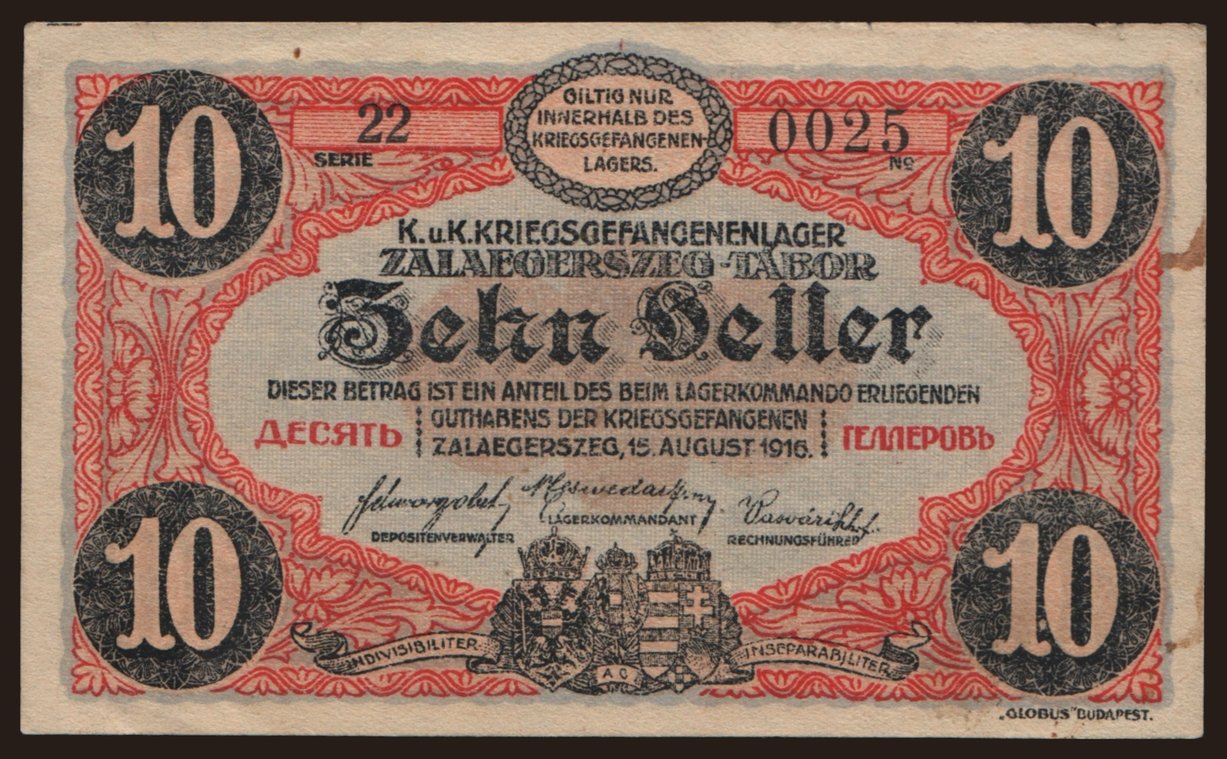 10
22
SERIE
GILTIG NUR
INNERHALB DES
KRIEGSGEFANGENEN-
LAGERS.
0025
No
10
K.u.K.KRIEGSGEFANGENENLAGER
ZALAEGERSZEG-TÁBOR
Zehn Heller
DIESER BETRAG IST EIN ANTEIL DES BEIM LAGERKOMMANDO ERLIEGENDEN
GUTHABENS DER KRIEGSGEFANGENEN
ДЕСЯТЬ
ГЕЛЛЕРОВЪ
ZALAEGERSZEG, 15. AUGUST 1916.
LAGERKOMMANDANT
DEPOSITENVERWALTER
RECHNUNGSFÜHRER
10
10
INDIVISIBILITER
AC
INSEPARABILITER
„GLOBUS" BUDAPEST.